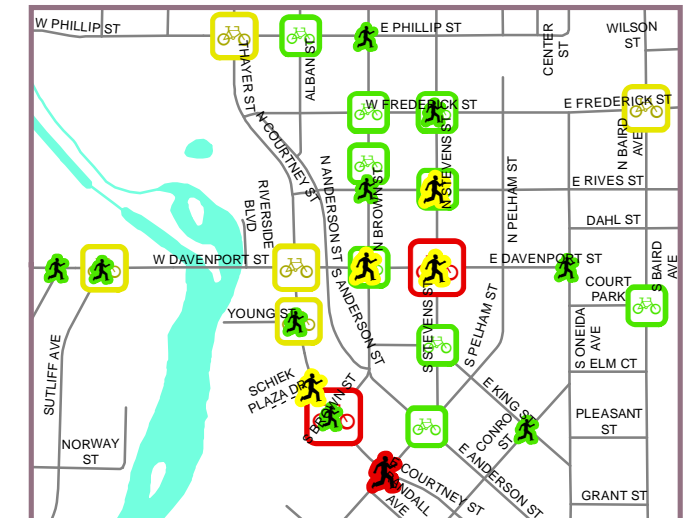 W PHILLIP ST
E PHILLIP ST
CENTER
ST
WILSON
ST
THAYER ST
ALBAN ST
W FREDERICK ST
E FREDERICK ST
N COURTNEY ST
N STEVENS ST
N BAIRD
AVE
N ANDERSON ST
N BROWN ST
N PELHAM ST
E RIVES ST
RIVERSIDE
BLVD
DAHL ST
W DAVENPORT ST
E DAVENPORT ST
S BAIRD
AVE
COURT
PARK
YOUNG ST
S ANDERSON ST
S STEVENS ST
S PELHAM ST
S ONEIDA
AVE
SUTLIFF AVE
S ELM CT
SCHIEK
PLAZA DR
S BROWN ST
E KING ST
CONRO
ST
PLEASANT
ST
NORWAY
ST
E ANDERSON ST
COURTNEY ST
AVE
GRANT ST